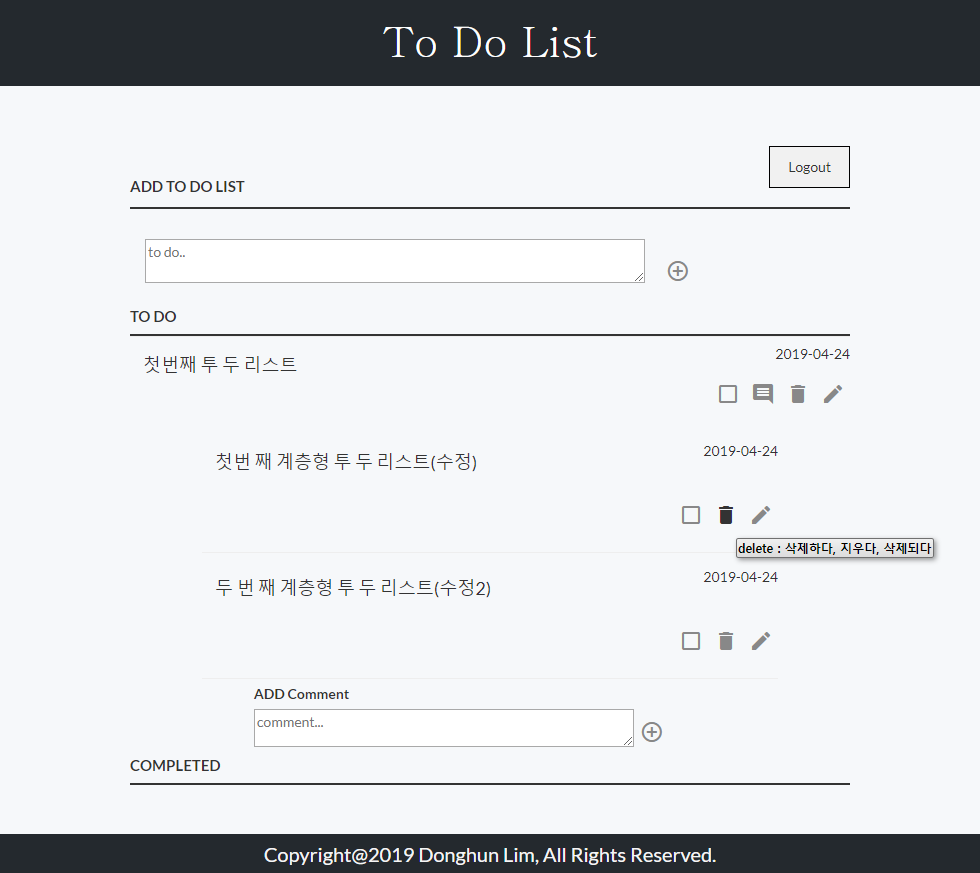 To Do List
Logout
ADD TO DO LIST
to do..
TO DO
첫번째 투 두 리스트
2019-04-24
첫번 째 계층형 투 두 리스트(수정)
2019-04-24
delete : 삭제하다, 지우다, 삭제되다
두 번 째 계층형 투 두 리스트(수정2)
2019-04-24
ADD Comment
comment...
COMPLETED
Copyright@2019 Donghun Lim, All Rights Reserved.